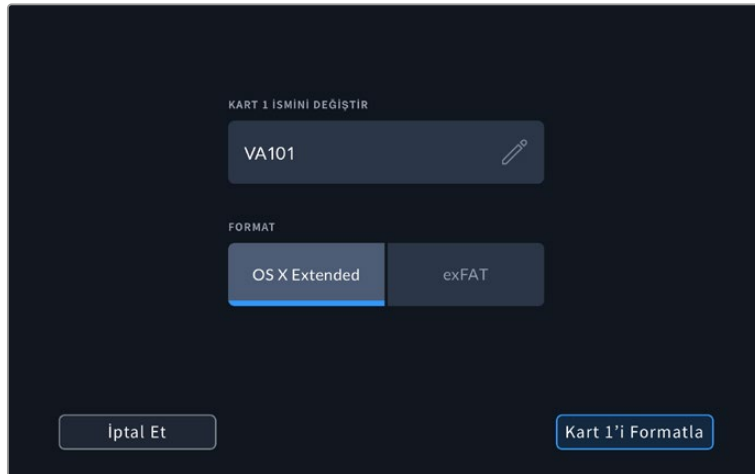 KART 1 İSMİNİ DEĞİŞTİR
VA101
FORMAT
OS X Extended
exFAT
İptal Et
Kart 1’i Formatla